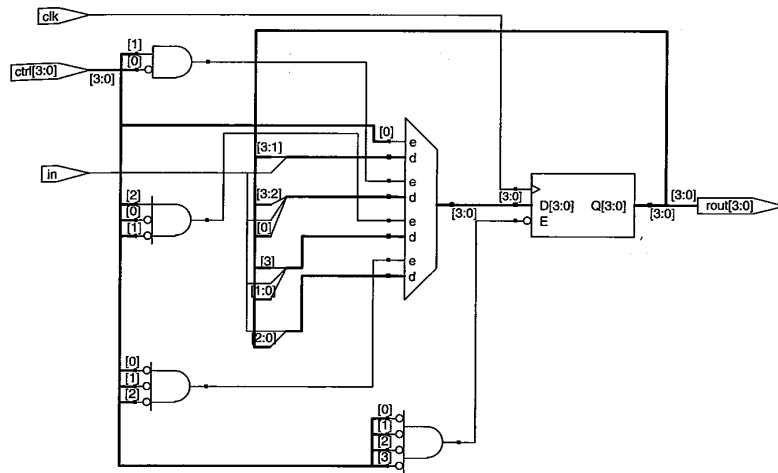 clk
[1]
[0]
ctrl[3:0]
[3:0]
[0]
e
[3:1]
d
in
e
[3:2]
d
[3:0]
[3:0]
D[3:0]
Q[3:0]
[3:0]
[3:0]
rout[3:0]
E
[2]
[0]
[1]
[0]
e
d
[3]
e
[1:0]
d
[2:0]
[0]
[1]
[2]
[0]
[1]
[2]
[3]